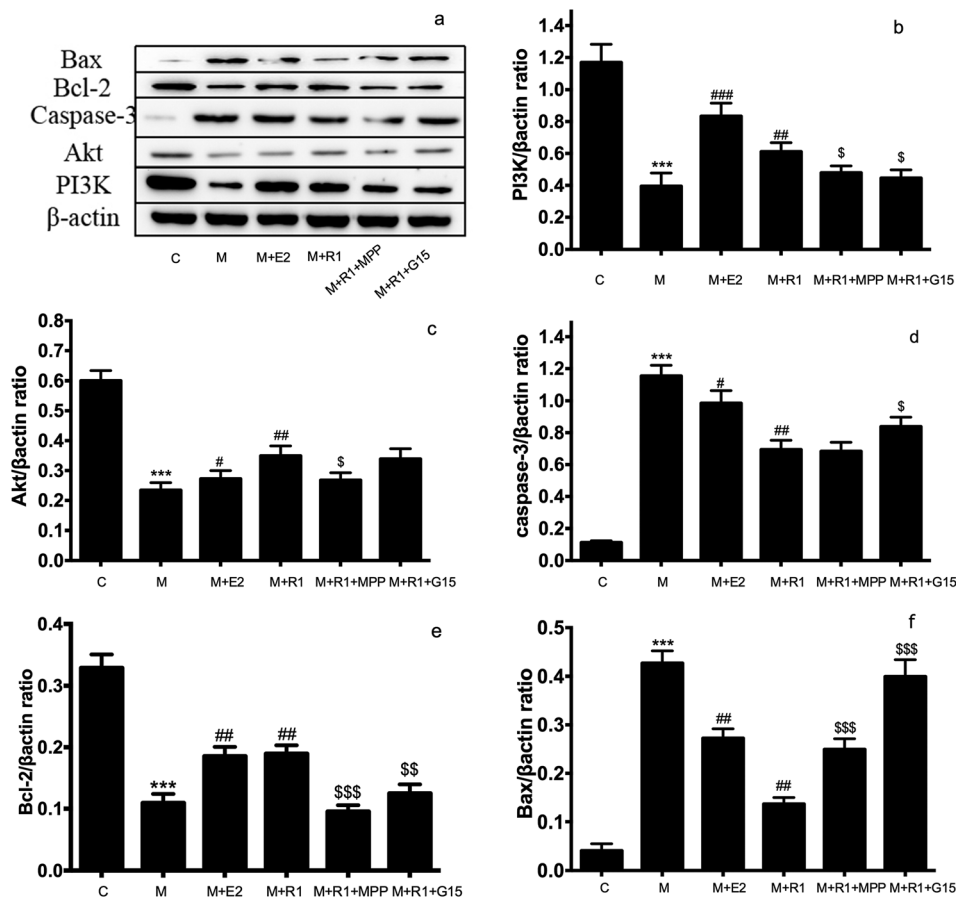 a
Bax
Bcl-2
Caspase-3
Akt
PI3K
β-actin
C M M+E2 M+R1 M+R1+MPP M+R1+G15
b
PI3K/βactin ratio
1.4
1.2
1.0
0.8
0.6
0.4
0.2
0.0
*** ### ## $ $
C M M+E2 M+R1 M+R1+MPP M+R1+G15
c
Akt/βactin ratio
0.8
0.7
0.6
0.5
0.4
0.3
0.2
0.1
0.0
*** # ## $
C M M+E2 M+R1 M+R1+MPP M+R1+G15
d
caspase-3/βactin ratio
1.4
1.2
1.0
0.8
0.6
0.4
0.2
0.0
*** # ## $
C M M+E2 M+R1 M+R1+MPP M+R1+G15
e
Bcl-2/βactin ratio
0.4
0.3
0.2
0.1
0.0
*** ## ## $$$ $$
C M M+E2 M+R1 M+R1+MPP M+R1+G15
f
Bax/βactin ratio
0.5
0.4
0.3
0.2
0.1
0.0
*** ## ## $$$ $$$
C M M+E2 M+R1 M+R1+MPP M+R1+G15